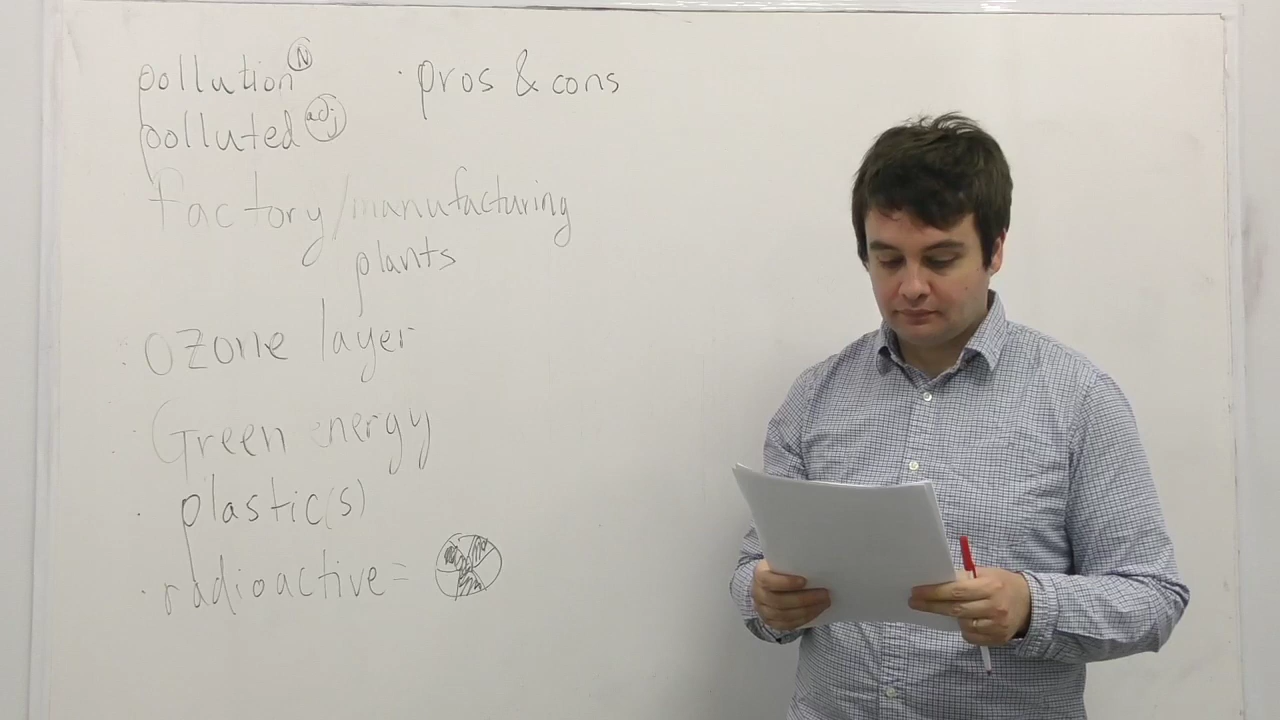 pollution N
polluted adj
factory/manufacturing
plants
· Ozone layer
· Green energy
· plastic(s)
· radioactive =
· pros & cons